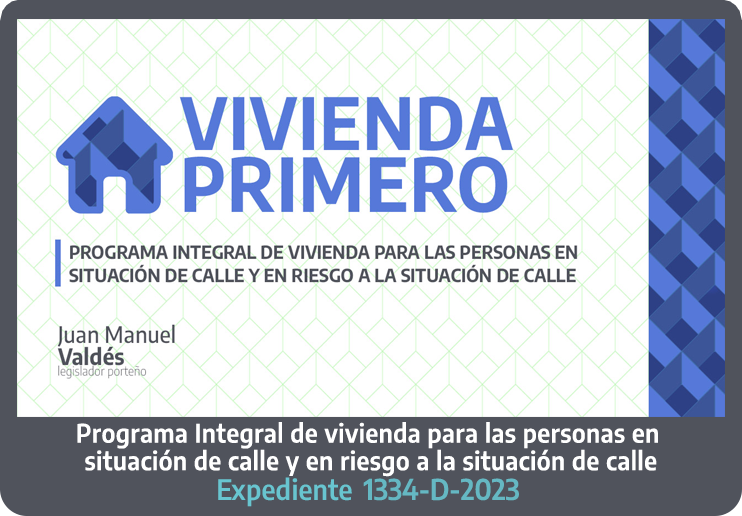 VIVIENDA
PRIMERO
PROGRAMA INTEGRAL DE VIVIENDA PARA LAS PERSONAS EN
SITUACIÓN DE CALLE Y EN RIESGO A LA SITUACIÓN DE CALLE
Juan Manuel
Valdés
legislador porteño
Programa Integral de vivienda para las personas en
situación de calle y en riesgo a la situación de calle
Expediente 1334-D-2023